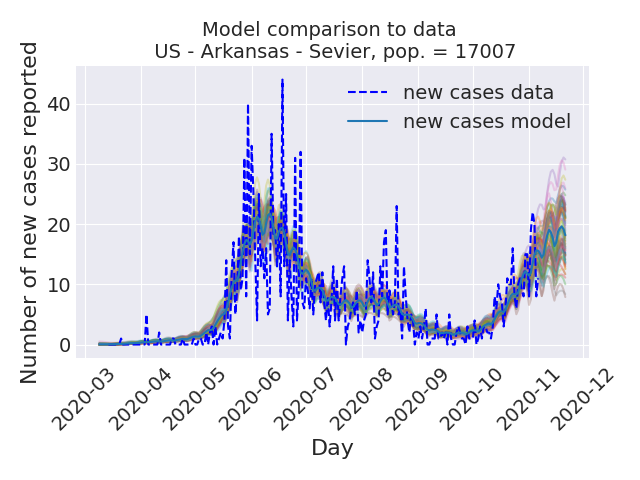 Model comparison to data
US - Arkansas - Sevier, pop. = 17007
Number of new cases reported
40
30
20
10
0
new cases data
new cases model
2020-03
2020-04
2020-05
2020-06
2020-07
2020-08
2020-09
2020-10
2020-11
2020-12
Day